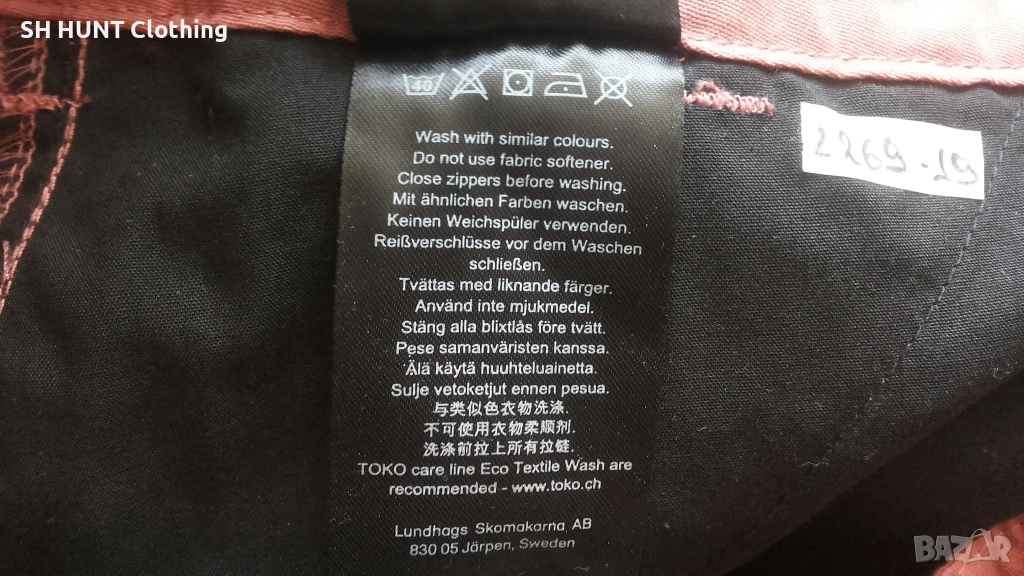 SH HUNT Clothing
40
Wash with similar colours.
Do not use fabric softener.
Close zippers before washing.
Mit ähnlichen Farben waschen.
Keinen Weichspüler verwenden.
Reißverschlüsse vor dem Waschen
schließen.
Tvättas med liknande färger.
Använd inte mjukmedel.
Stäng alla blixtlås före tvätt.
Pese samanväristen kanssa.
Älä käytä huuhteluainetta.
Sulje vetoketjut ennen pesua.
与类似色衣物洗涤.
不可使用衣物柔顺剂.
洗涤前拉上所有拉链.
TOKO care line Eco Textile Wash are
recommended - www.toko.ch
Lundhags Skomakarna AB
830 05 Järpen, Sweden
2269-19
BAZAR